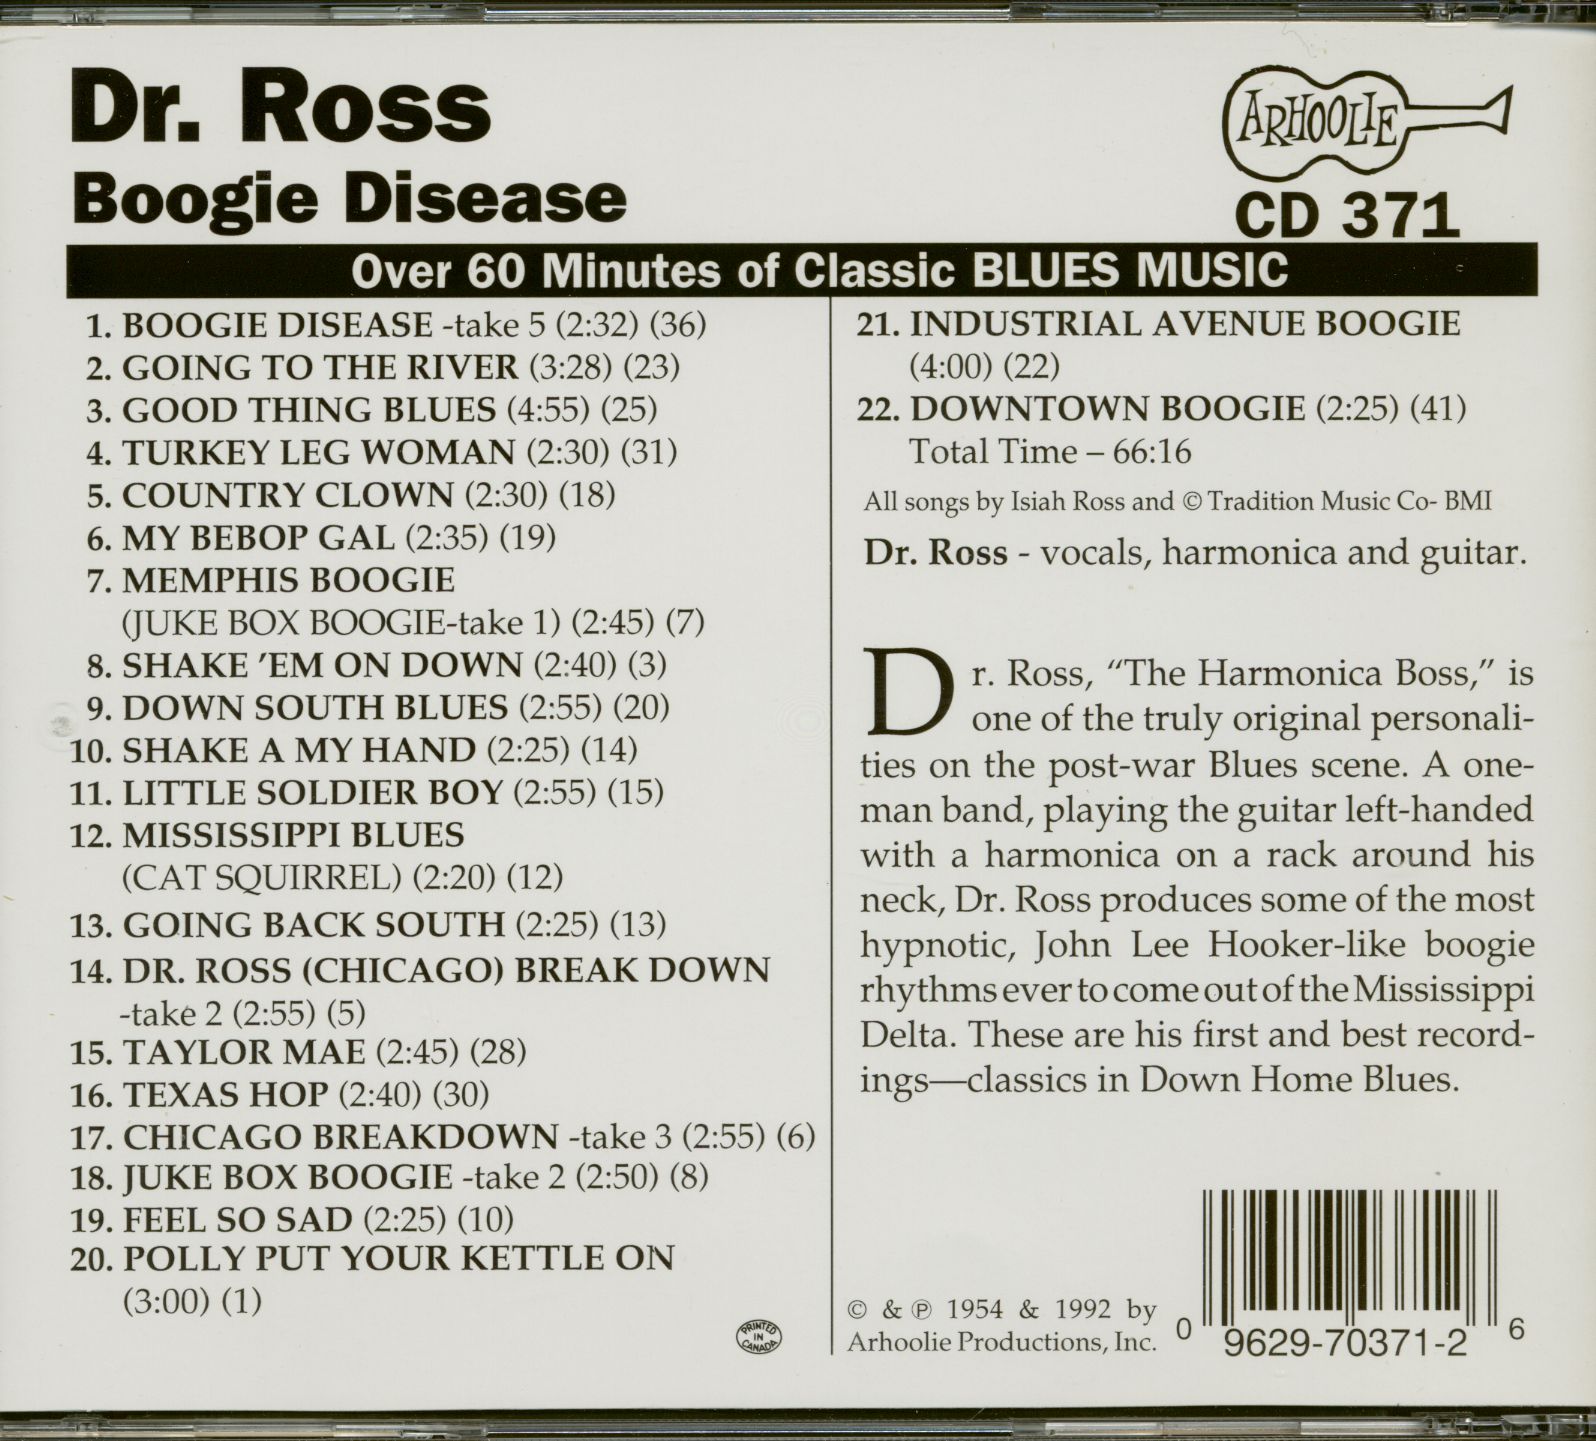 Dr. Ross
Boogie Disease
ARHOOLIE
CD 371
Over 60 Minutes of Classic BLUES MUSIC
1. BOOGIE DISEASE -take 5 (2:32) (36)
2. GOING TO THE RIVER (3:28) (23)
3. GOOD THING BLUES (4:55) (25)
4. TURKEY LEG WOMAN (2:30) (31)
5. COUNTRY CLOWN (2:30) (18)
6. MY BEBOP GAL (2:35) (19)
7. MEMPHIS BOOGIE
(JUKE BOX BOOGIE-take 1) (2:45) (7)
8. SHAKE ’EM ON DOWN (2:40) (3)
9. DOWN SOUTH BLUES (2:55) (20)
10. SHAKE A MY HAND (2:25) (14)
11. LITTLE SOLDIER BOY (2:55) (15)
12. MISSISSIPPI BLUES
(CAT SQUIRREL) (2:20) (12)
13. GOING BACK SOUTH (2:25) (13)
14. DR. ROSS (CHICAGO) BREAK DOWN
-take 2 (2:55) (5)
15. TAYLOR MAE (2:45) (28)
16. TEXAS HOP (2:40) (30)
17. CHICAGO BREAKDOWN -take 3 (2:55) (6)
18. JUKE BOX BOOGIE -take 2 (2:50) (8)
19. FEEL SO SAD (2:25) (10)
20. POLLY PUT YOUR KETTLE ON
(3:00) (1)
PRINTED
IN
CANADA
21. INDUSTRIAL AVENUE BOOGIE
(4:00) (22)
22. DOWNTOWN BOOGIE (2:25) (41)
Total Time – 66:16
All songs by Isiah Ross and © Tradition Music Co- BMI
Dr. Ross - vocals, harmonica and guitar.
Dr. Ross, “The Harmonica Boss,” is
one of the truly original personali-
ties on the post-war Blues scene. A one-
man band, playing the guitar left-handed
with a harmonica on a rack around his
neck, Dr. Ross produces some of the most
hypnotic, John Lee Hooker-like boogie
rhythms ever to come out of the Mississippi
Delta. These are his first and best record-
ings—classics in Down Home Blues.
© & ℗ 1954 & 1992 by
Arhoolie Productions, Inc.
0 9629-70371-2 6